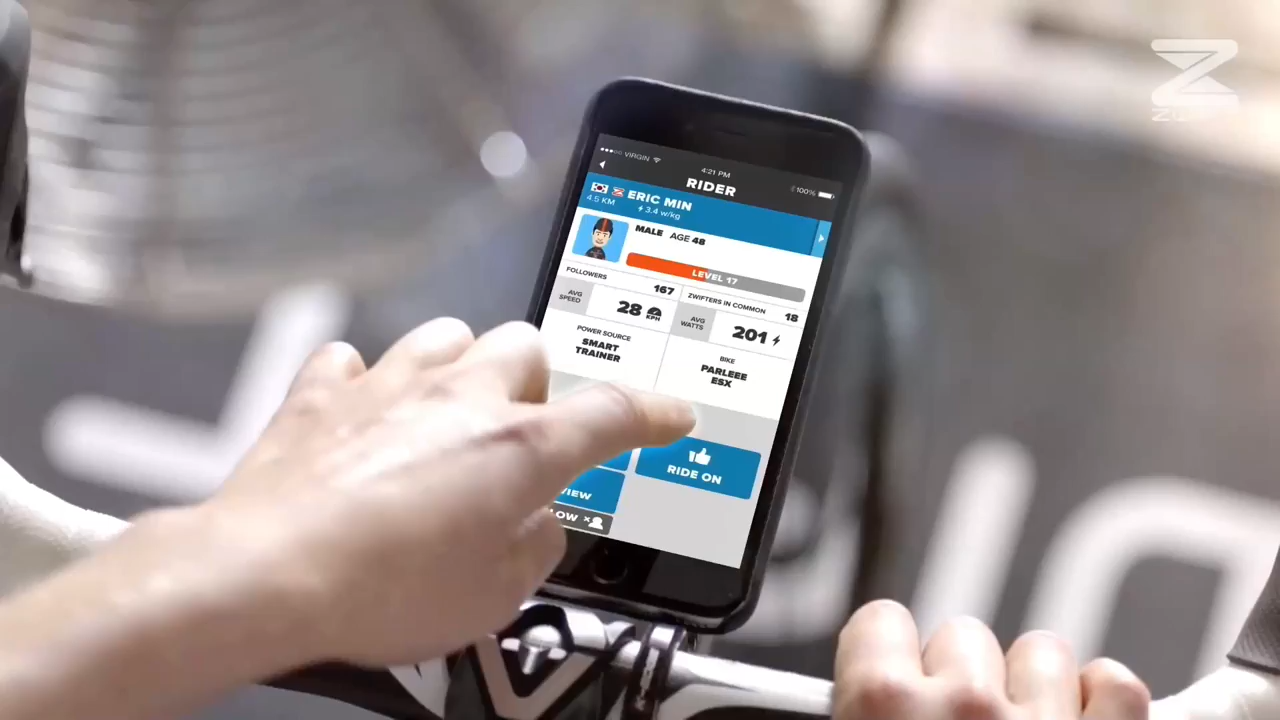 VIRGIN
4:21 PM
100%
RIDER
ERIC MIN
4.5 KM
3.4 w/kg
MALE AGE 48
LEVEL 17
FOLLOWERS
167
ZWIFTERS IN COMMON
18
AVG
SPEED
28
KPH
AVG
WATTS
201
POWER SOURCE
SMART
TRAINER
BIKE
PARLEEE
ESX
RIDE ON
VIEW
LOW